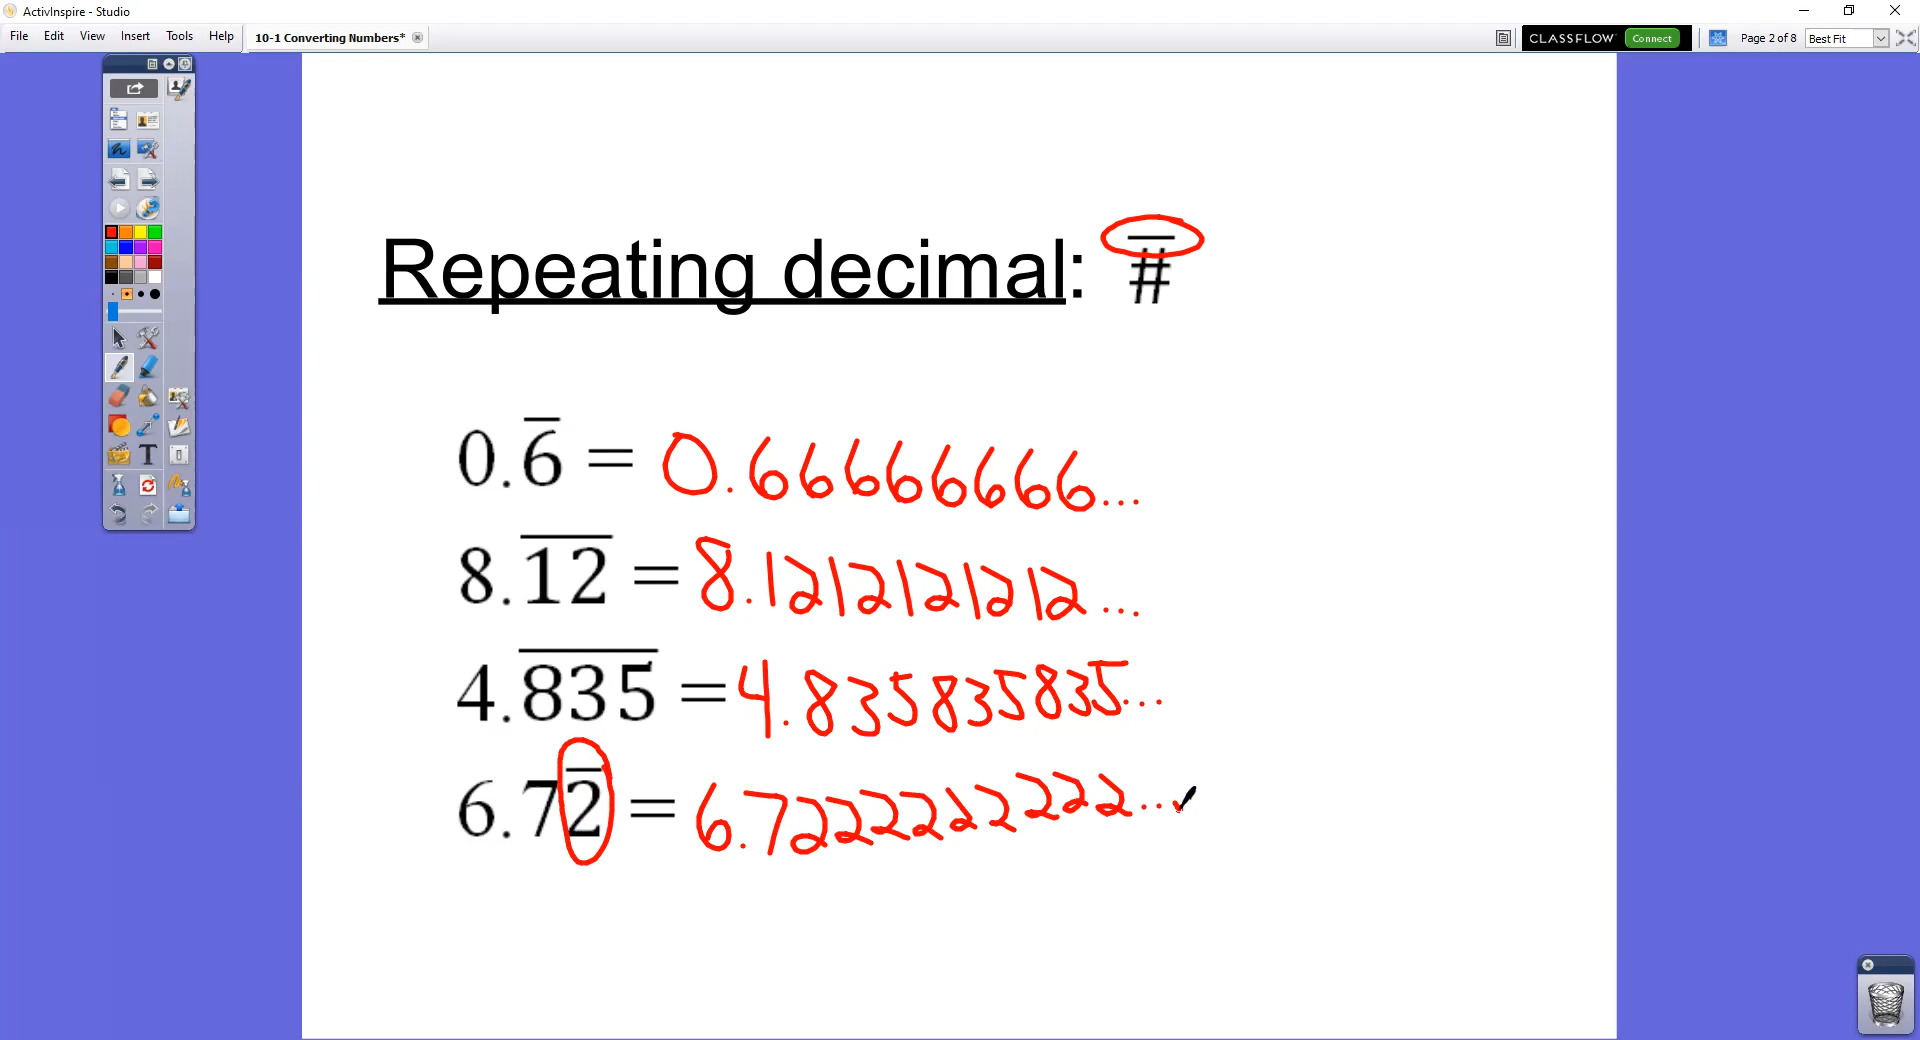 ActivInspire - Studio
File Edit View Insert Tools Help 10-1 Converting Numbers* CLASSFLOW Connect Page 2 of 8 Best Fit
Repeating decimal: #̅
0.6̅ = 0.66666666...
8.1̅2̅ = 8.1212121212...
4.8̅3̅5̅ = 4.835835835...
6.72̅ = 6.7222222222...